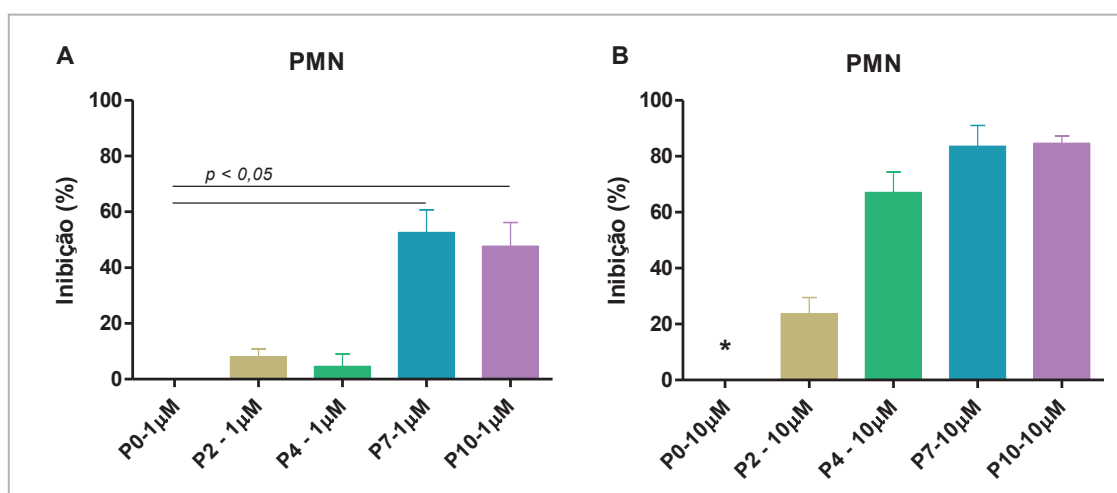 A
PMN
Inibição (%)
100
80
60
40
20
0
p < 0,05
P0-1µM
P2 - 1µM
P4 - 1µM
P7-1µM
P10-1µM
B
PMN
Inibição (%)
100
80
60
40
20
0
*
P0-10µM
P2 - 10µM
P4 - 10µM
P7-10µM
P10-10µM